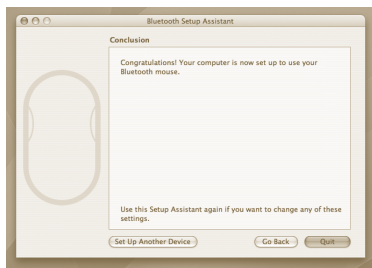 Bluetooth Setup Assistant
Conclusion
Congratulations! Your computer is now set up to use your
Bluetooth mouse.
Use this Setup Assistant again if you want to change any of these
settings.
Set Up Another Device
Go Back
Quit